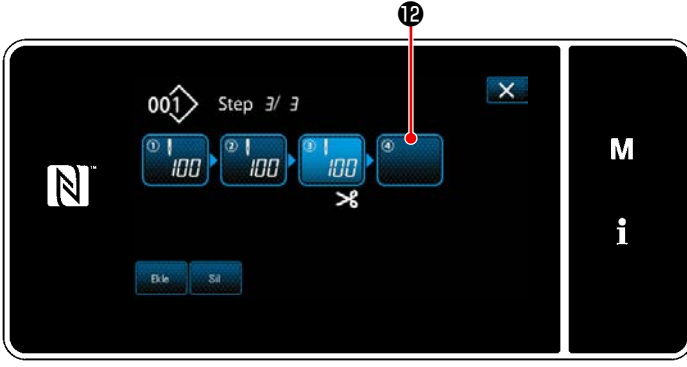 ⓬
001 Step 3/ 3
① 100 ② 100 ③ 100 ④
M
i
Ekle Sil